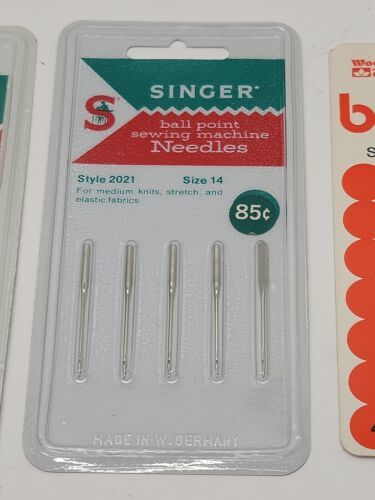 SINGER*
S
ball point
sewing machine
Needles
Style 2021 Size 14
For medium knits, stretch, and
elastic fabrics
85¢
MADE IN W. GERMANY